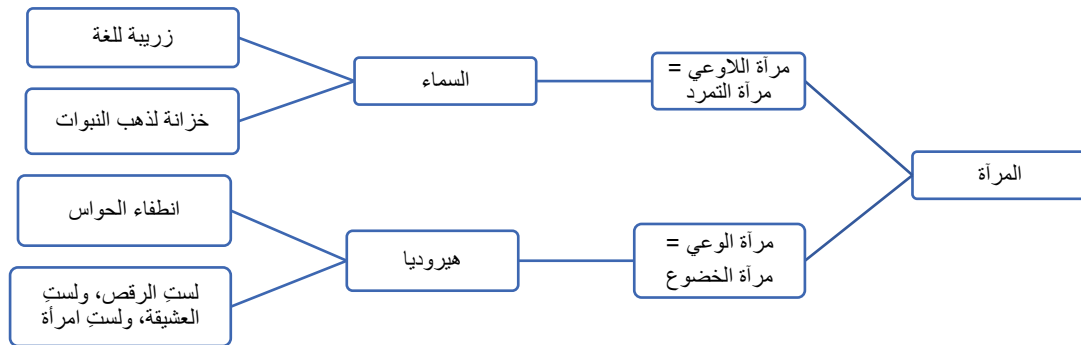 المرآة
مرآة اللاوعي =
مرآة التمرد
السماء
زريبة للغة
خزانة لذهب النبوات
مرآة الوعي =
مرآة الخضوع
هيروديا
انطفاء الحواس
لستِ الرقص، ولستِ
العشيقة، ولستِ امرأة